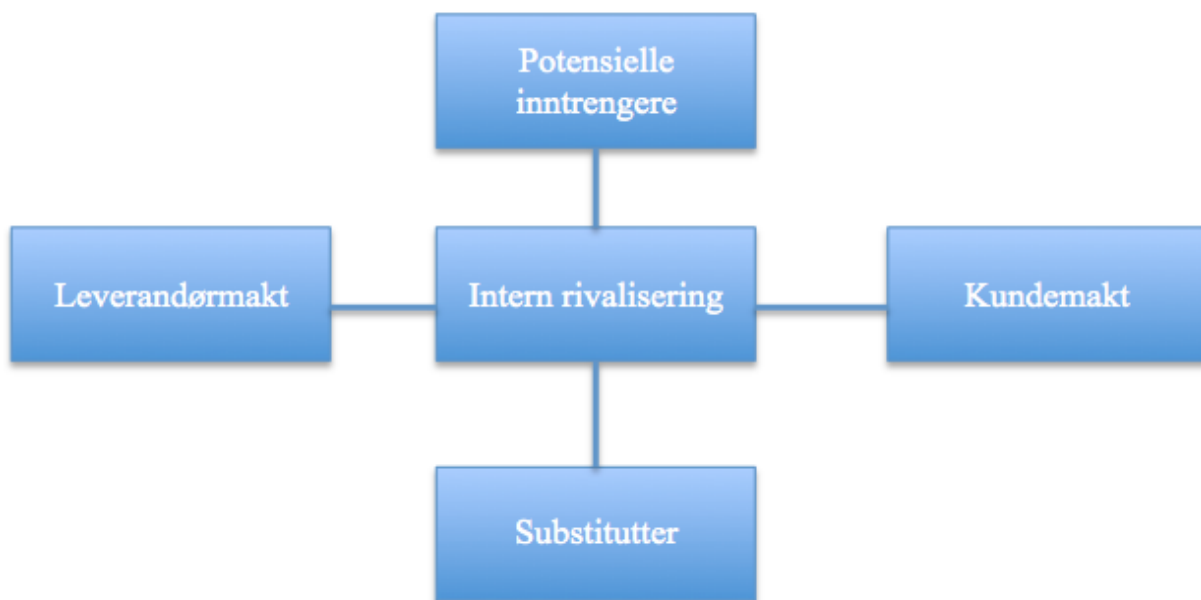 Potensielle
inntrengere
Leverandørmakt
Intern rivalisering
Kundemakt
Substitutter